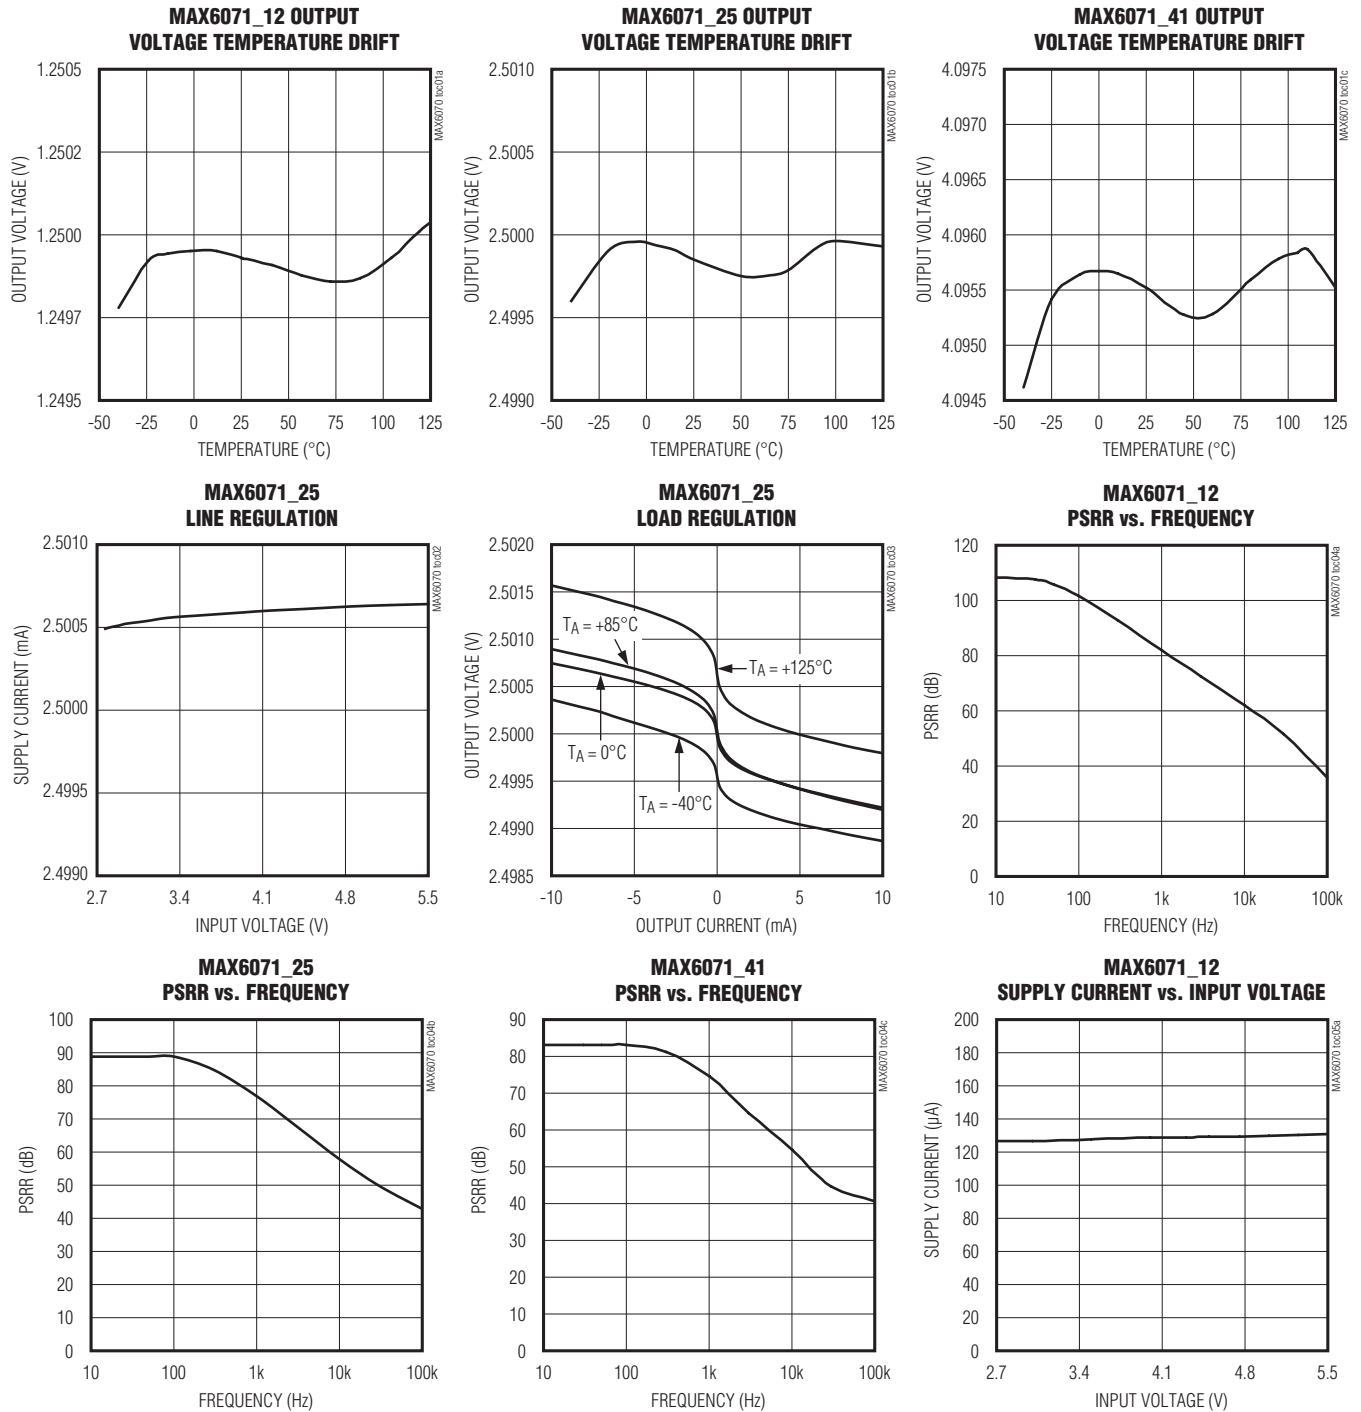 MAX6071_12 OUTPUT
VOLTAGE TEMPERATURE DRIFT
1.2505
1.2502
1.2500
1.2497
1.2495
OUTPUT VOLTAGE (V)
-50 -25 0 25 50 75 100 125
TEMPERATURE (°C)
MAX6070 toc01a
MAX6071_25 OUTPUT
VOLTAGE TEMPERATURE DRIFT
2.5010
2.5005
2.5000
2.4995
2.4990
OUTPUT VOLTAGE (V)
-50 -25 0 25 50 75 100 125
TEMPERATURE (°C)
MAX6070 toc01b
MAX6071_41 OUTPUT
VOLTAGE TEMPERATURE DRIFT
4.0975
4.0970
4.0965
4.0960
4.0955
4.0950
4.0945
OUTPUT VOLTAGE (V)
-50 -25 0 25 50 75 100 125
TEMPERATURE (°C)
MAX6070 toc01c
MAX6071_25
LINE REGULATION
2.5010
2.5005
2.5000
2.4995
2.4990
SUPPLY CURRENT (mA)
2.7 3.4 4.1 4.8 5.5
INPUT VOLTAGE (V)
MAX6070 toc02
MAX6071_25
LOAD REGULATION
2.5020
2.5015
2.5010
2.5005
2.5000
2.4995
2.4990
2.4985
OUTPUT VOLTAGE (V)
TA = +85°C
TA = +125°C
TA = 0°C
TA = -40°C
-10 -5 0 5 10
OUTPUT CURRENT (mA)
MAX6070 toc03
MAX6071_12
PSRR vs. FREQUENCY
120
100
80
60
40
20
0
PSRR (dB)
10 100 1k 10k 100k
FREQUENCY (Hz)
MAX6070 toc04a
MAX6071_25
PSRR vs. FREQUENCY
100
90
80
70
60
50
40
30
20
10
0
PSRR (dB)
10 100 1k 10k 100k
FREQUENCY (Hz)
MAX6070 toc04b
MAX6071_41
PSRR vs. FREQUENCY
90
80
70
60
50
40
30
20
10
0
PSRR (dB)
10 100 1k 10k 100k
FREQUENCY (Hz)
MAX6070 toc04c
MAX6071_12
SUPPLY CURRENT vs. INPUT VOLTAGE
200
180
160
140
120
100
80
60
40
20
0
SUPPLY CURRENT (µA)
2.7 3.4 4.1 4.8 5.5
INPUT VOLTAGE (V)
MAX6070 toc05a